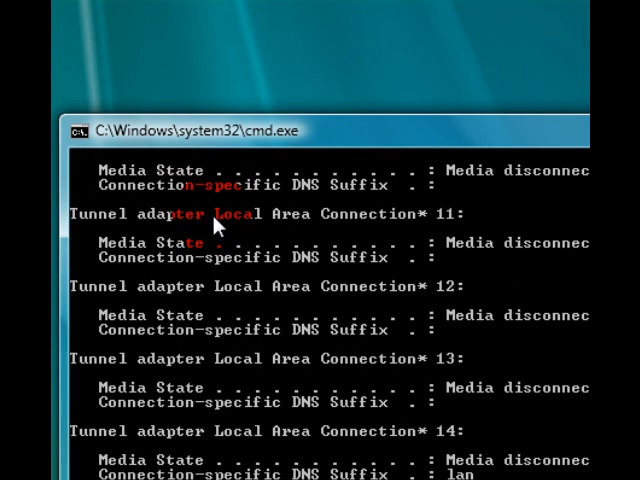 C:\Windows\system32\cmd.exe
Media State . . . . . . . . . . . : Media disconnec
Connection-specific DNS Suffix  . :
Tunnel adapter Local Area Connection* 11:
Media State . . . . . . . . . . . : Media disconnec
Connection-specific DNS Suffix  . :
Tunnel adapter Local Area Connection* 12:
Media State . . . . . . . . . . . : Media disconnec
Connection-specific DNS Suffix  . :
Tunnel adapter Local Area Connection* 13:
Media State . . . . . . . . . . . : Media disconnec
Connection-specific DNS Suffix  . :
Tunnel adapter Local Area Connection* 14:
Media State . . . . . . . . . . . : Media disconnec
Connection-specific DNS Suffix  . : lan